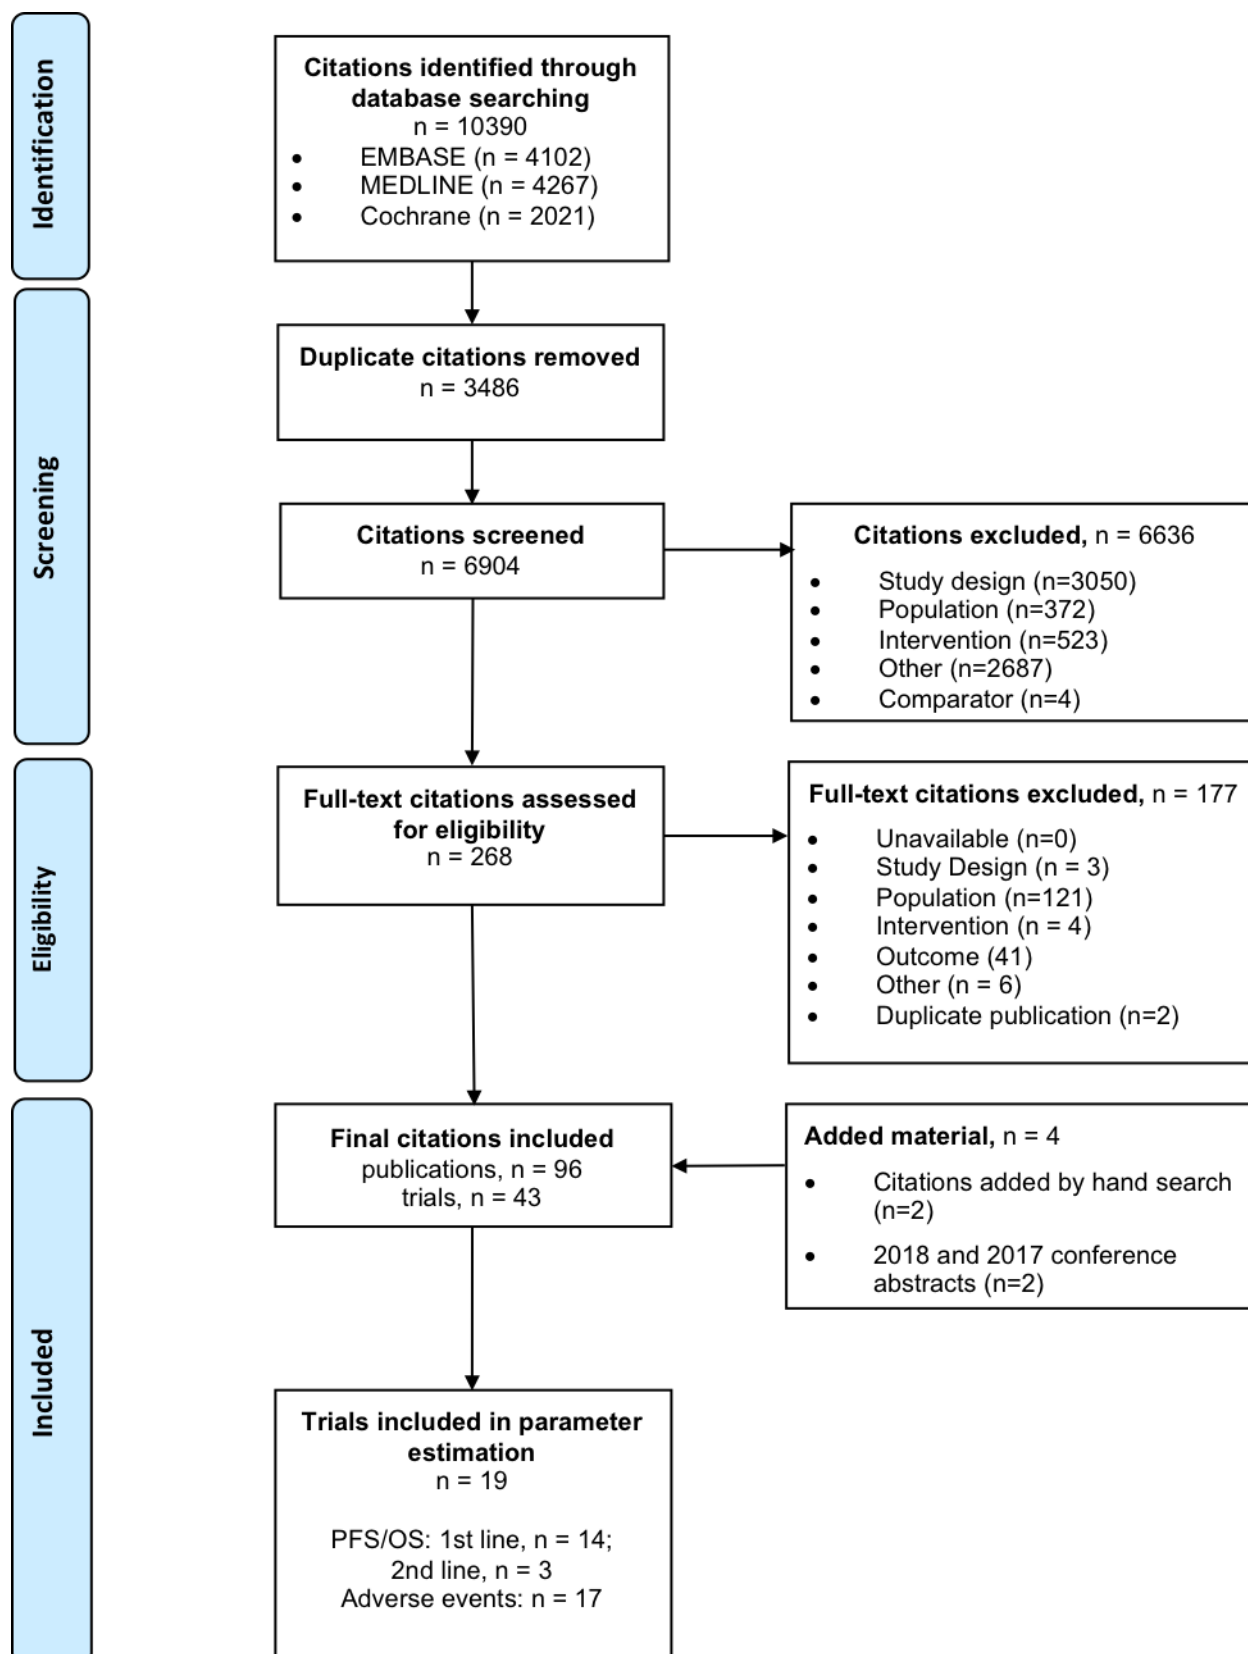 Identification
Citations identified through
database searching
n = 10390
• EMBASE (n = 4102)
• MEDLINE (n = 4267)
• Cochrane (n = 2021)
Screening
Duplicate citations removed
n = 3486
Citations screened
n = 6904
Citations excluded, n = 6636
• Study design (n=3050)
• Population (n=372)
• Intervention (n=523)
• Other (n=2687)
• Comparator (n=4)
Eligibility
Full-text citations assessed
for eligibility
n = 268
Full-text citations excluded, n = 177
• Unavailable (n=0)
• Study Design (n = 3)
• Population (n=121)
• Intervention (n = 4)
• Outcome (41)
• Other (n = 6)
• Duplicate publication (n=2)
Included
Final citations included
publications, n = 96
trials, n = 43
Added material, n = 4
• Citations added by hand search
(n=2)
• 2018 and 2017 conference
abstracts (n=2)
Trials included in parameter
estimation
n = 19
PFS/OS: 1st line, n = 14;
2nd line, n = 3
Adverse events: n = 17